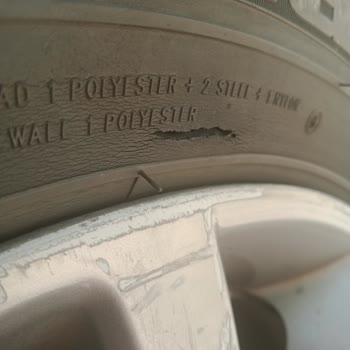 AD 1 POLYESTER + 2 STEEL + 1 NYLON
WALL 1 POLYESTER